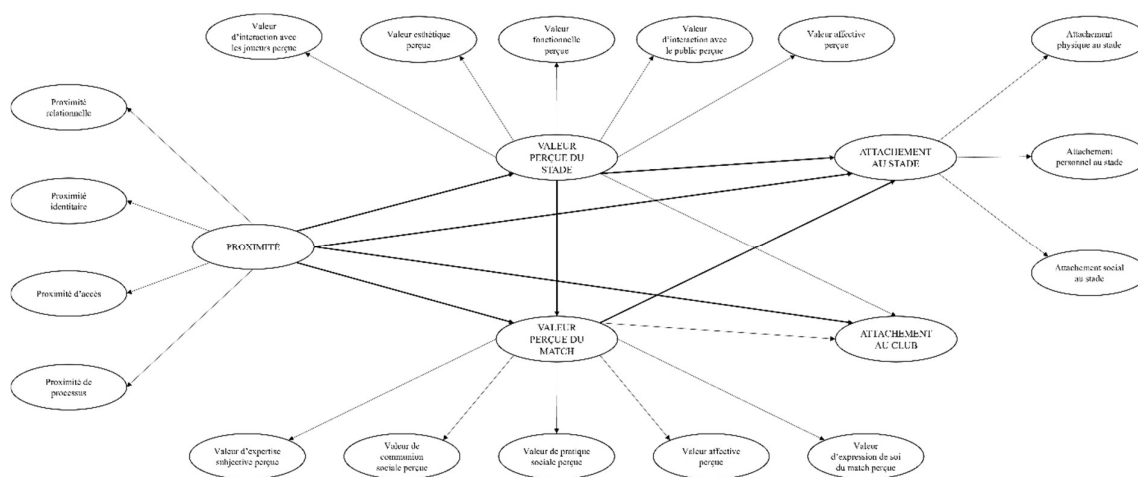 Valeur
d'interaction avec
les joueurs perçue
Valeur esthétique
perçue
Valeur
fonctionnelle
perçue
Valeur
d'interaction avec
le public perçue
Valeur affective
perçue
Attachement
physique au stade
Proximité
relationnelle
VALEUR
PERÇUE DU
STADE
ATTACHEMENT
AU STADE
Attachement
personnel au stade
Proximité
identitaire
PROXIMITÉ
Attachement social
au stade
Proximité d'accès
VALEUR
PERÇUE DU
MATCH
ATTACHEMENT
AU CLUB
Proximité de
processus
Valeur d'expertise
subjective perçue
Valeur de
communion
sociale perçue
Valeur de pratique
sociale perçue
Valeur affective
perçue
Valeur
d'expression de soi
du match perçue